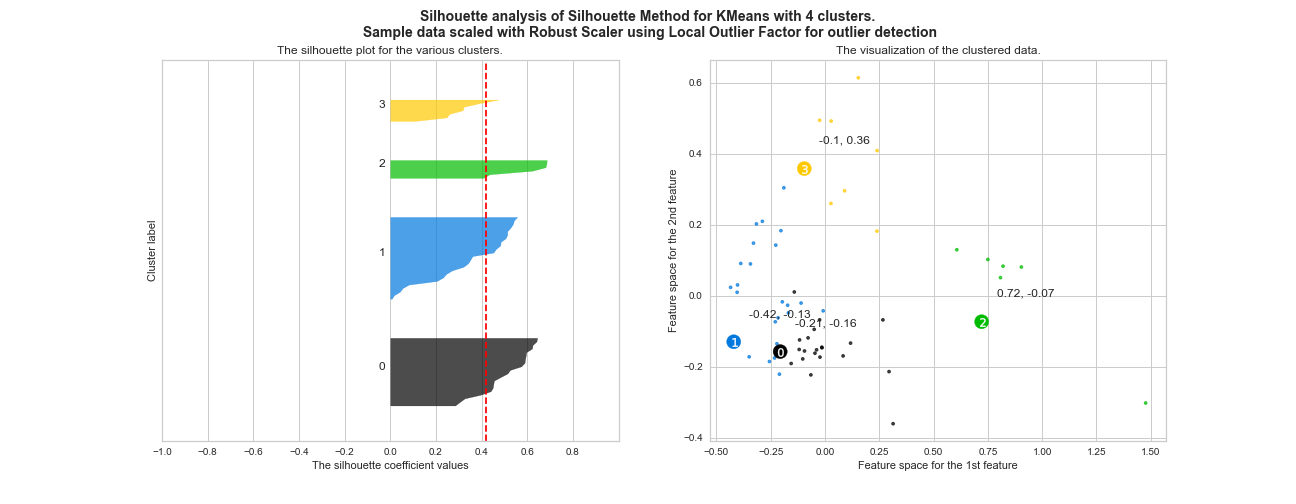 Silhouette analysis of Silhouette Method for KMeans with 4 clusters.
Sample data scaled with Robust Scaler using Local Outlier Factor for outlier detection
The silhouette plot for the various clusters.
3
2
1
0
Cluster label
−1.0 −0.8 −0.6 −0.4 −0.2 0.0 0.2 0.4 0.6 0.8
The silhouette coefficient values
The visualization of the clustered data.
0.6
0.4
0.2
0.0
−0.2
−0.4
Feature space for the 2nd feature
-0.1, 0.36
3
0.72, -0.07
2
-0.42, -0.13
-0.21, -0.16
1
0
−0.50 −0.25 0.00 0.25 0.50 0.75 1.00 1.25 1.50
Feature space for the 1st feature